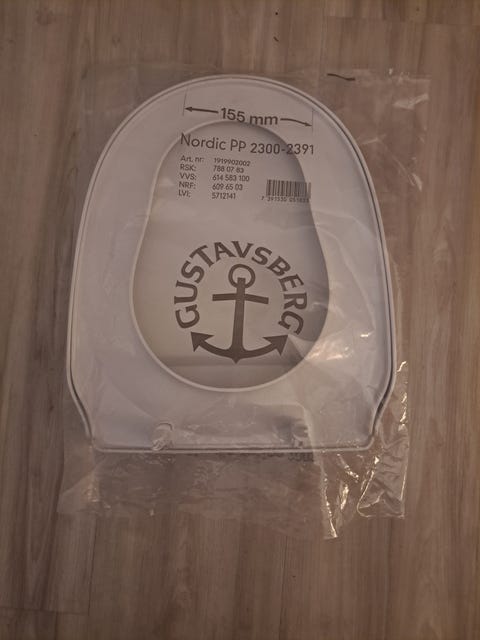 155 mm
Nordic PP 2300-2391
Art. nr: 1919902002
RSK: 788 07 83
VVS: 614 583 100
NRF: 609 65 03
LVI: 5712141
GUSTAVSBERG